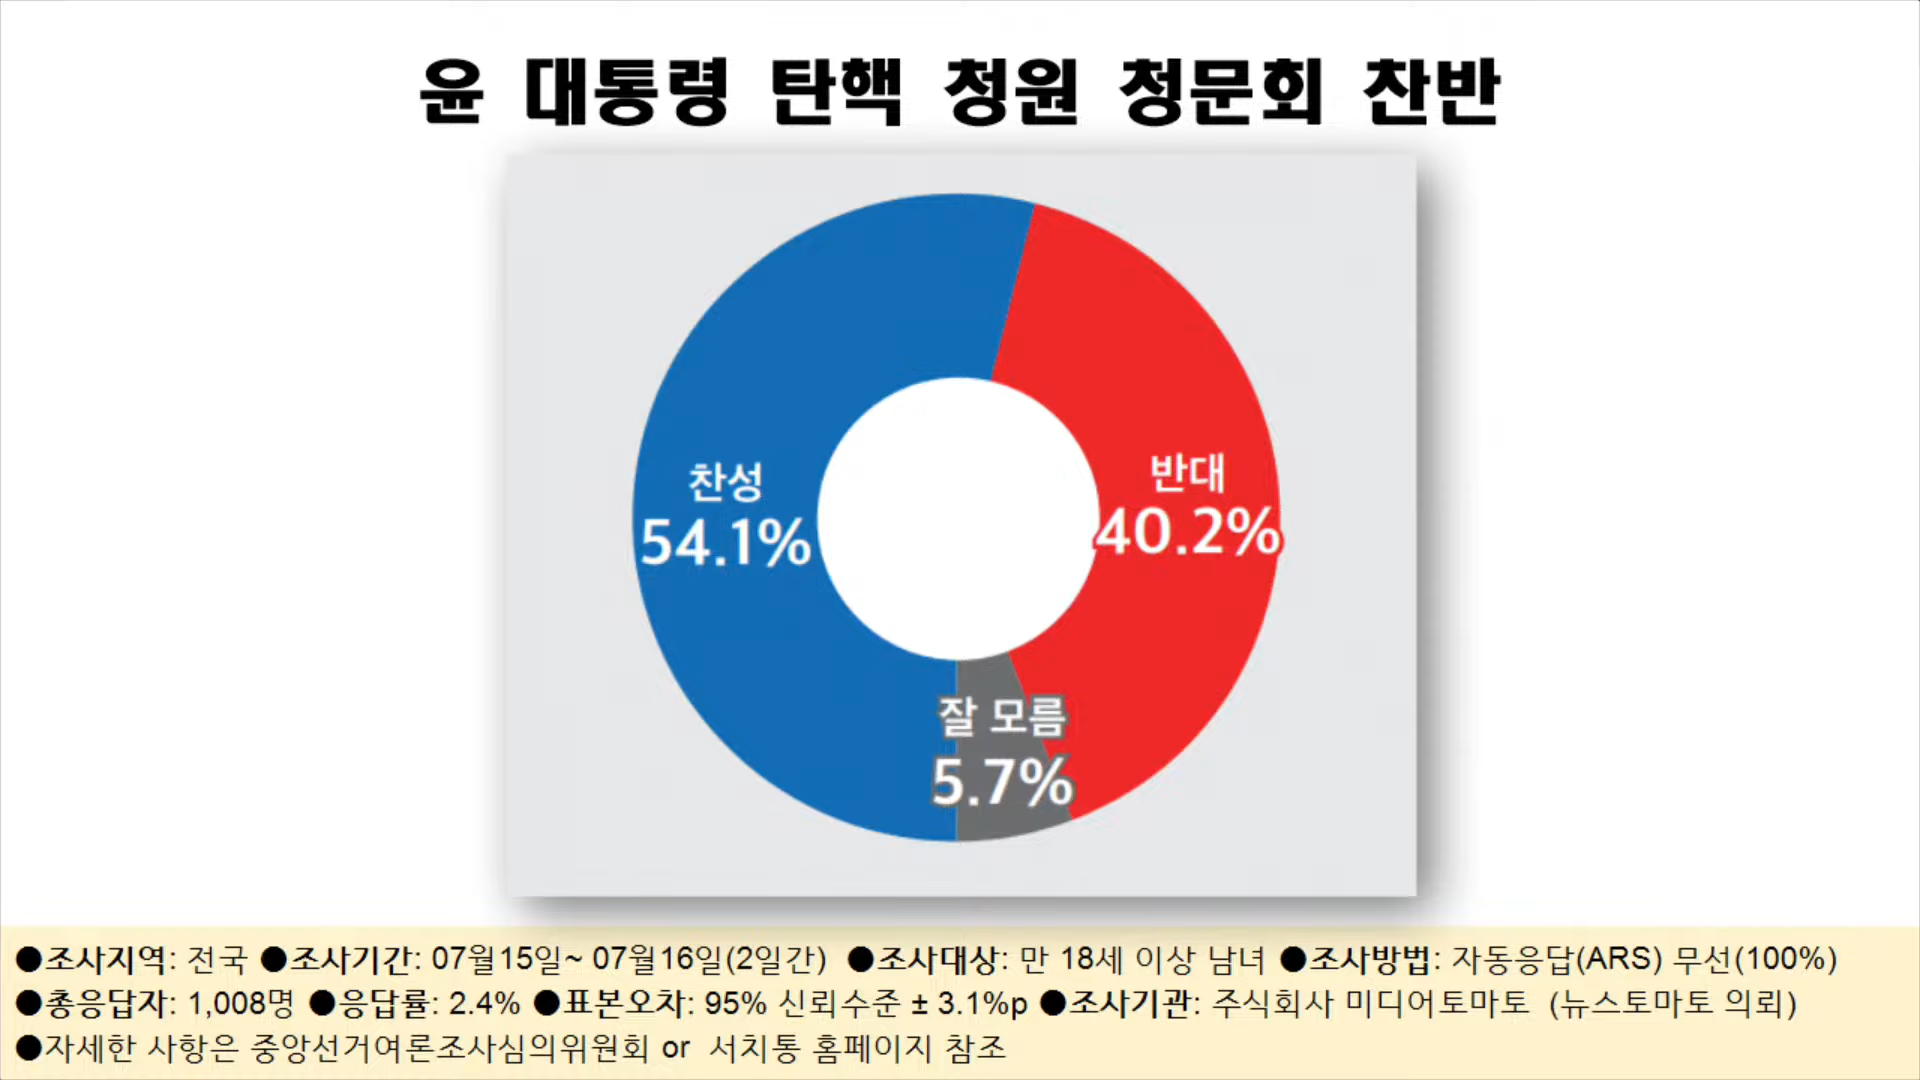 윤 대통령 탄핵 청원 청문회 찬반
찬성
54.1%
반대
40.2%
잘 모름
5.7%
●조사지역: 전국 ●조사기간: 07월15일~ 07월16일(2일간) ●조사대상: 만 18세 이상 남녀 ●조사방법: 자동응답(ARS) 무선(100%)
●총응답자: 1,008명 ●응답률: 2.4% ●표본오차: 95% 신뢰수준 ± 3.1%p ●조사기관: 주식회사 미디어토마토 (뉴스토마토 의뢰)
●자세한 사항은 중앙선거여론조사심의위원회 or 서치통 홈페이지 참조